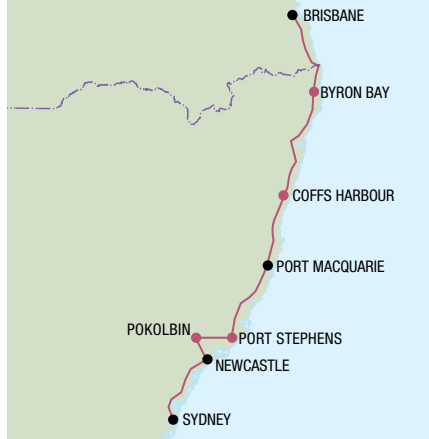 BRISBANE
BYRON BAY
COFFS HARBOUR
PORT MACQUARIE
POKOLBIN
PORT STEPHENS
NEWCASTLE
SYDNEY